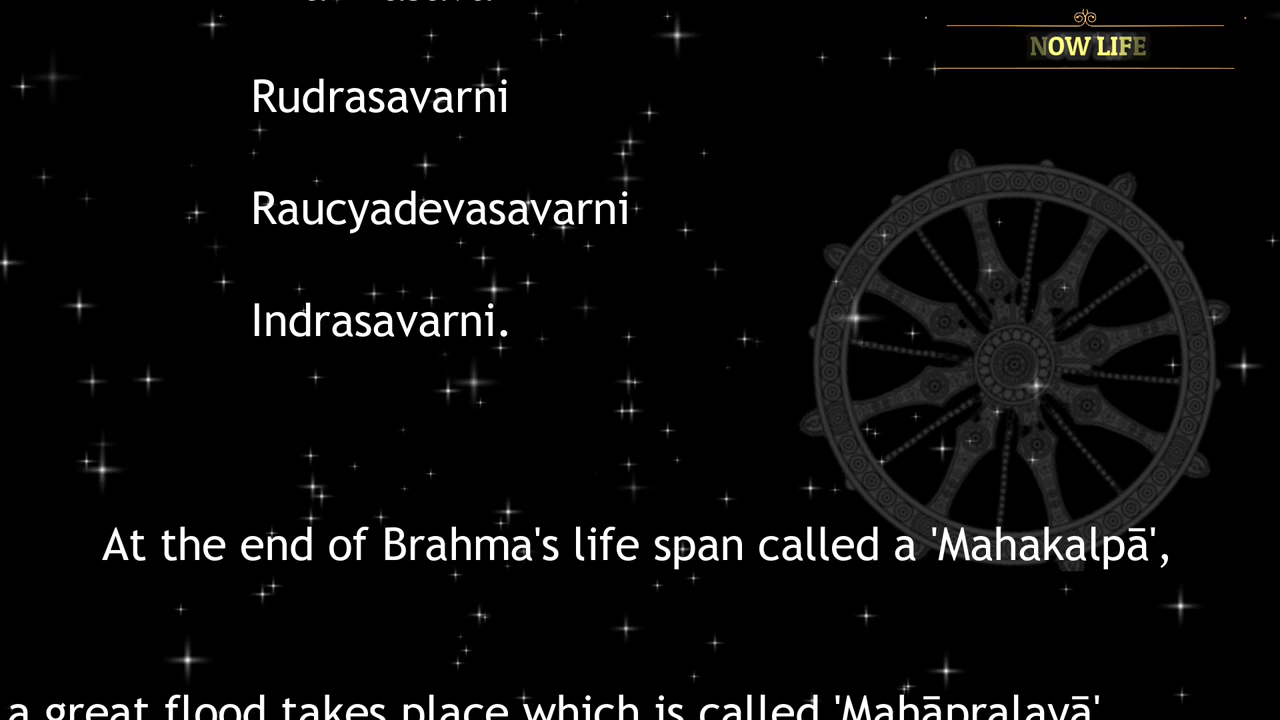 NOW LIFE
Rudrasavarni
Raucyadevasavarni
Indrasavarni.
At the end of Brahma's life span called a 'Mahakalpā',
a great flood takes place which is called 'Mahāpralayā'